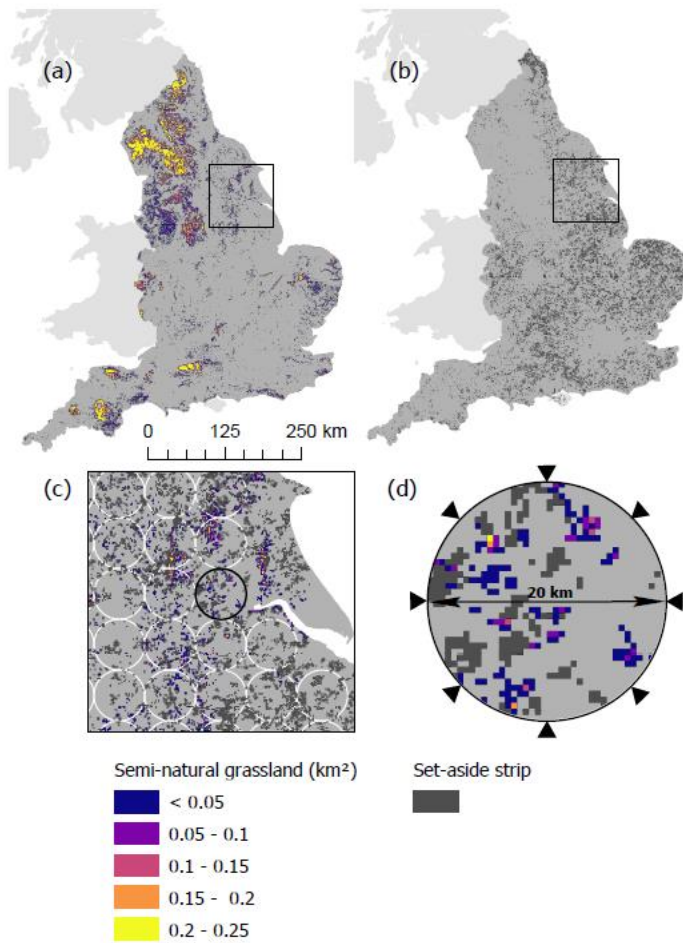 (a)
(b)
0 125 250 km
(c)
(d)
20 km
Semi-natural grassland (km²)
< 0.05
0.05 - 0.1
0.1 - 0.15
0.15 - 0.2
0.2 - 0.25
Set-aside strip